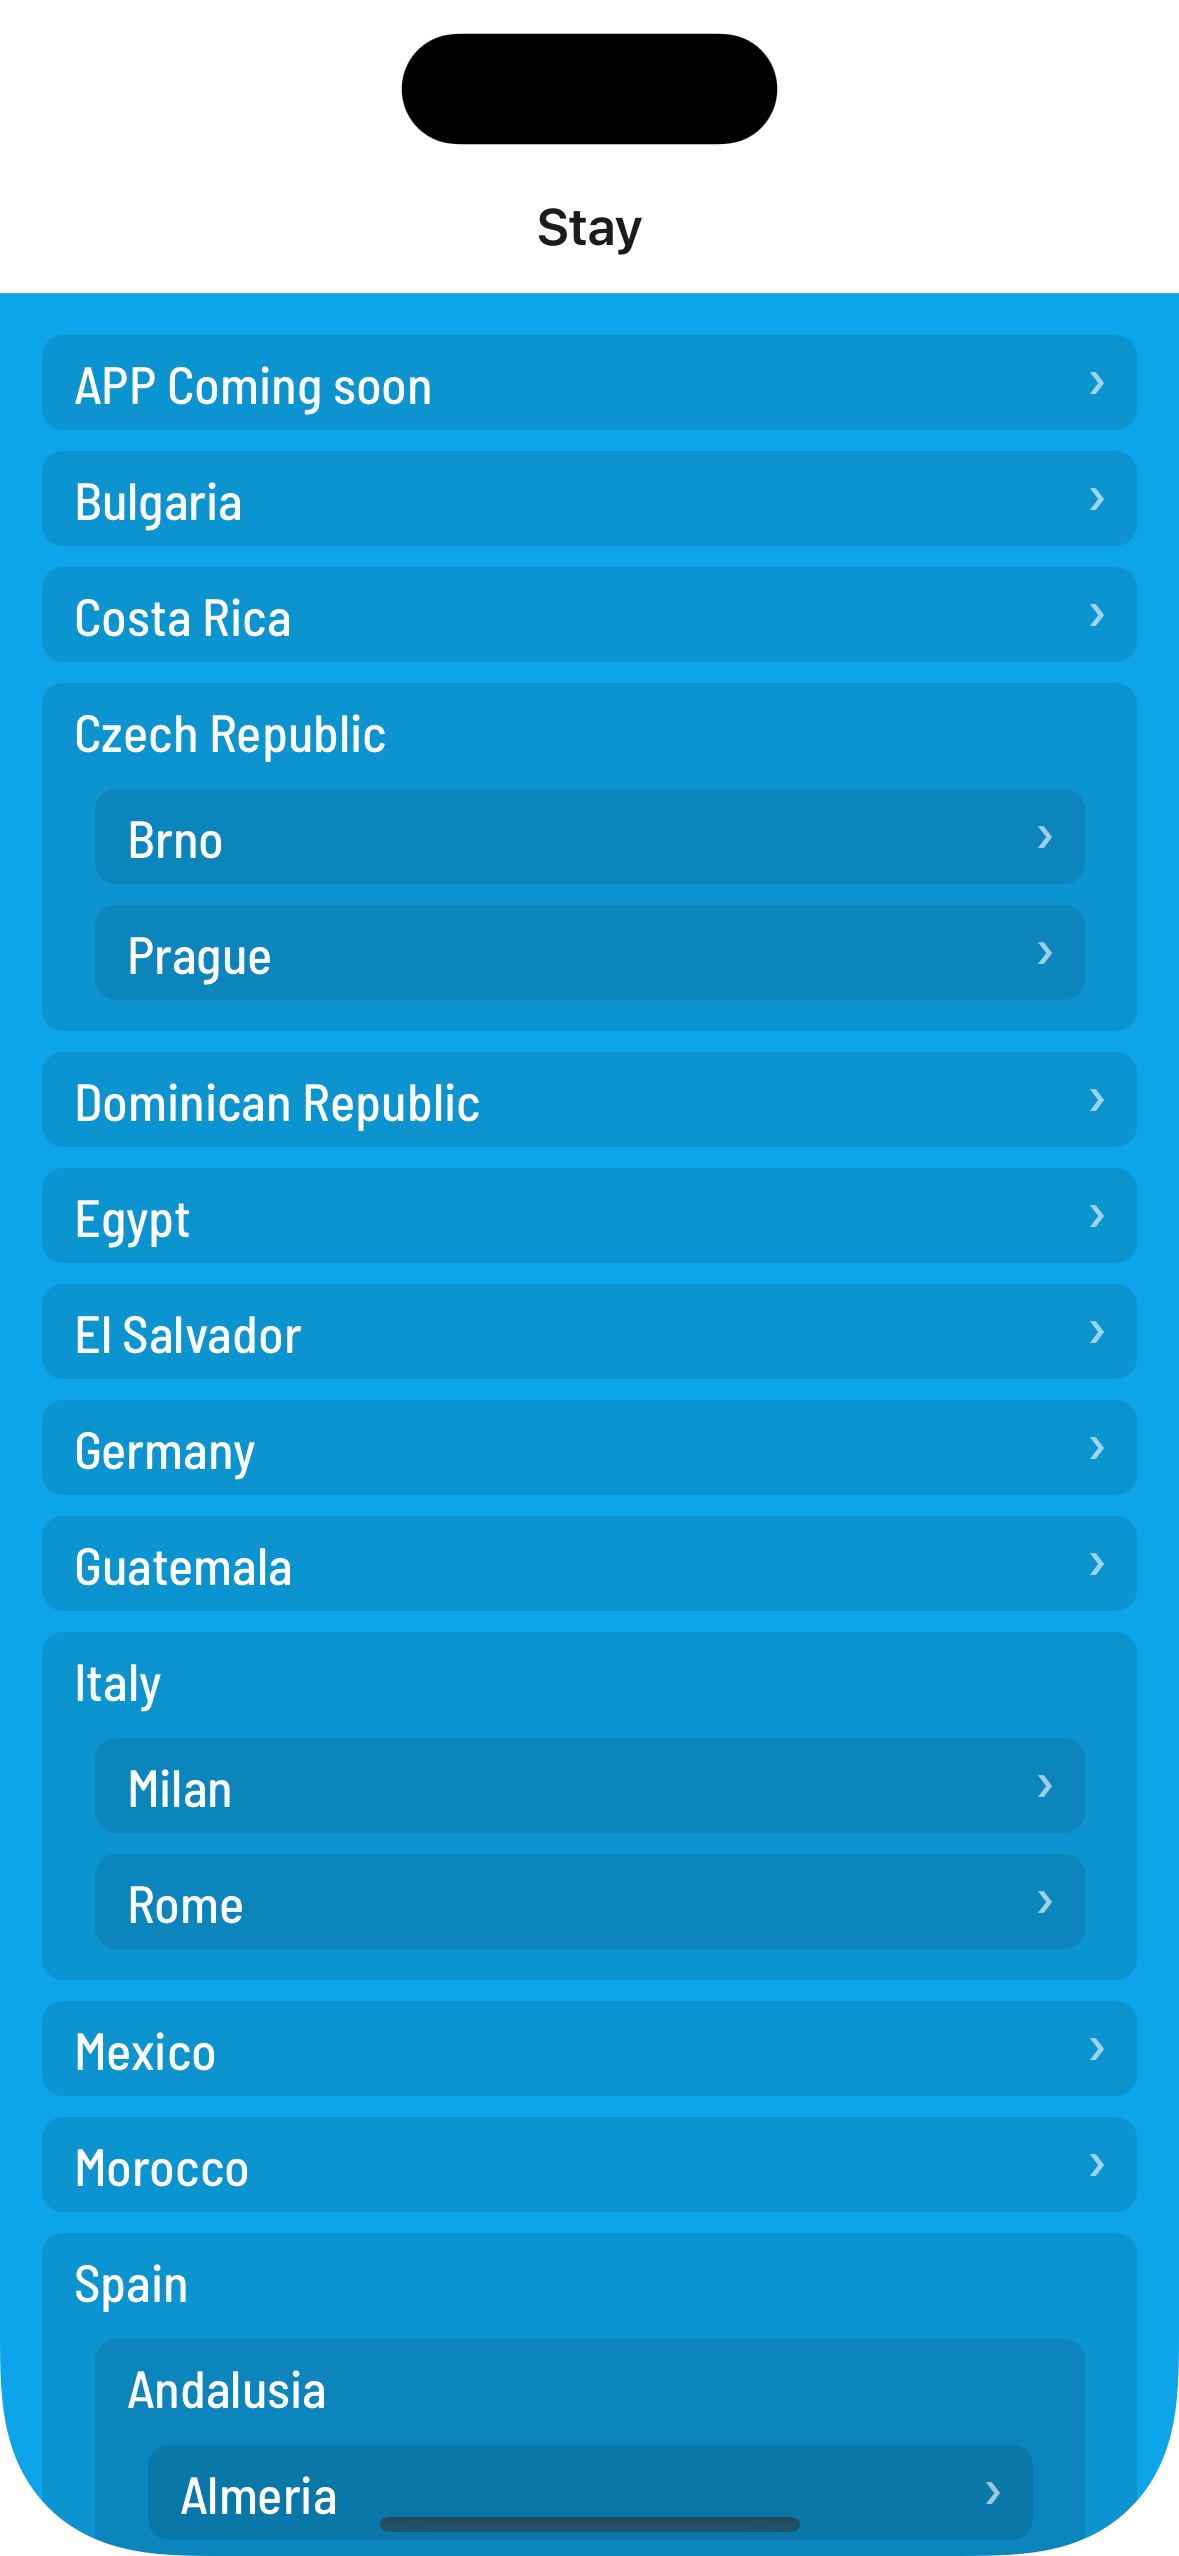 Stay
APP Coming soon
Bulgaria
Costa Rica
Czech Republic
Brno
Prague
Dominican Republic
Egypt
El Salvador
Germany
Guatemala
Italy
Milan
Rome
Mexico
Morocco
Spain
Andalusia
Almeria